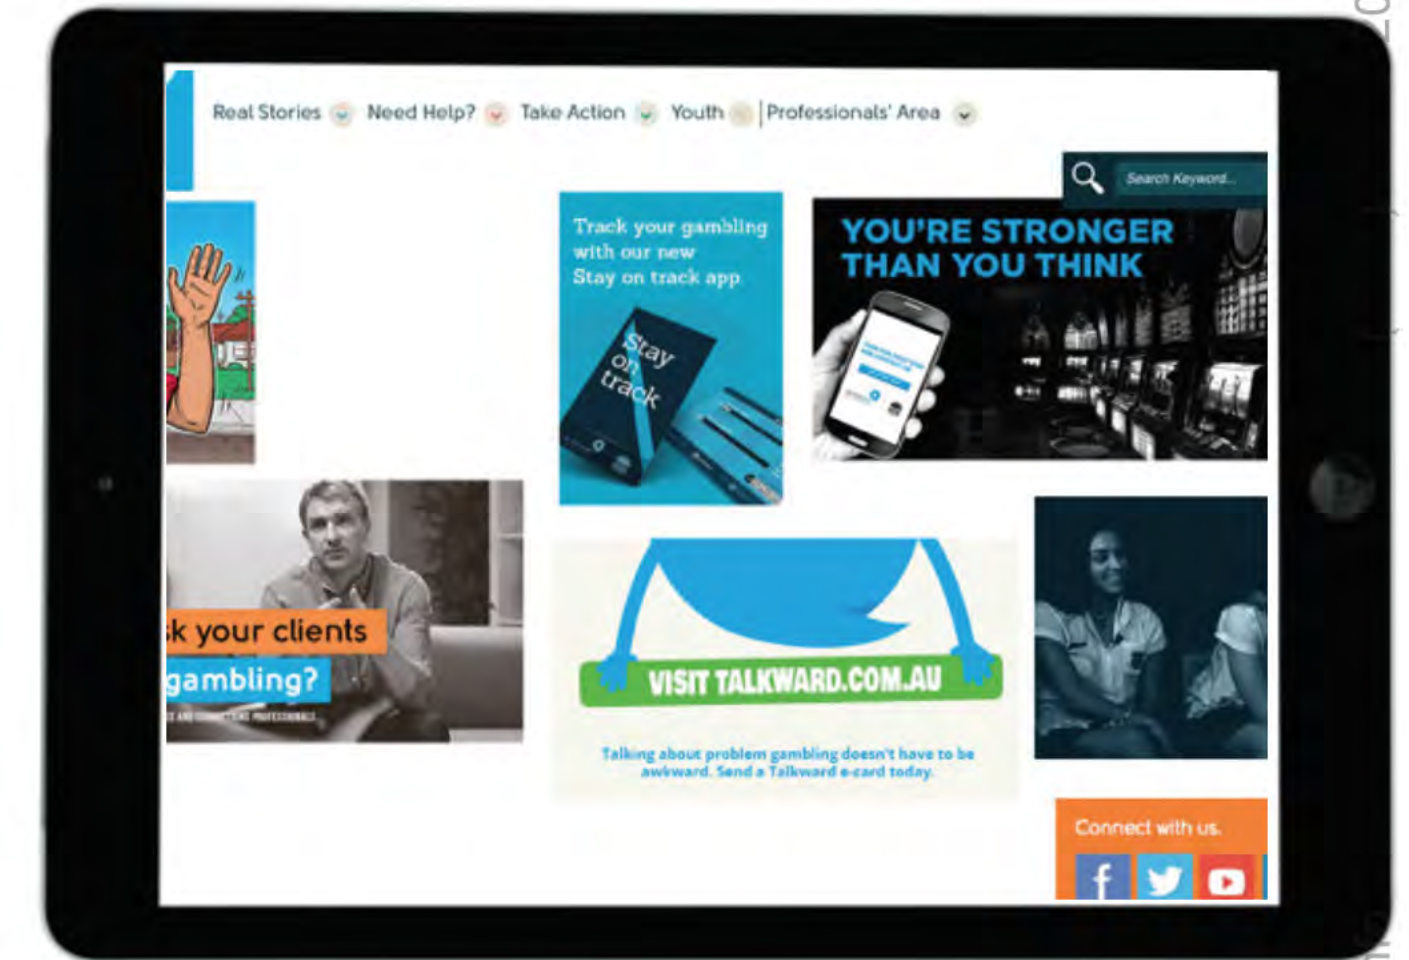 Real Stories
Need Help?
Take Action
Youth
Professionals' Area
Search Keyword...
Track your gambling
with our new
Stay on track app
Stay
on
track
YOU'RE STRONGER
THAN YOU THINK
sk your clients
gambling?
VISIT TALKWARD.COM.AU
Talking about problem gambling doesn't have to be
awkward. Send a Talkward e-card today.
Connect with us.